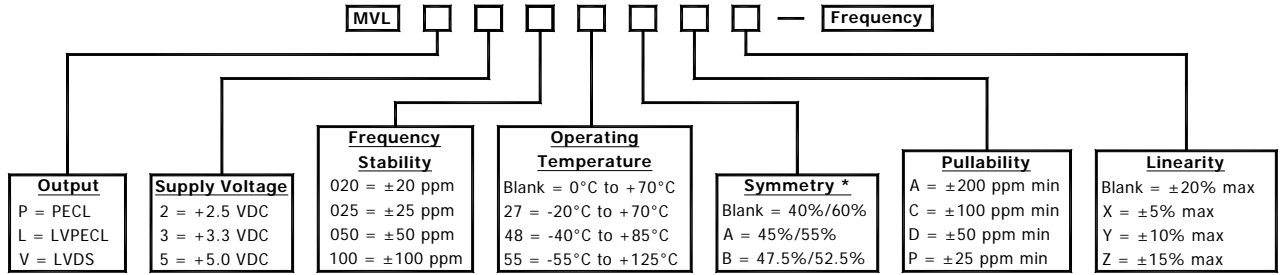 MVL — Frequency
Output
P = PECL
L = LVPECL
V = LVDS
Supply Voltage
2 = +2.5 VDC
3 = +3.3 VDC
5 = +5.0 VDC
Frequency
Stability
020 = ±20 ppm
025 = ±25 ppm
050 = ±50 ppm
100 = ±100 ppm
Operating
Temperature
Blank = 0°C to +70°C
27 = -20°C to +70°C
48 = -40°C to +85°C
55 = -55°C to +125°C
Symmetry *
Blank = 40%/60%
A = 45%/55%
B = 47.5%/52.5%
Pullability
A = ±200 ppm min
C = ±100 ppm min
D = ±50 ppm min
P = ±25 ppm min
Linearity
Blank = ±20% max
X = ±5% max
Y = ±10% max
Z = ±15% max